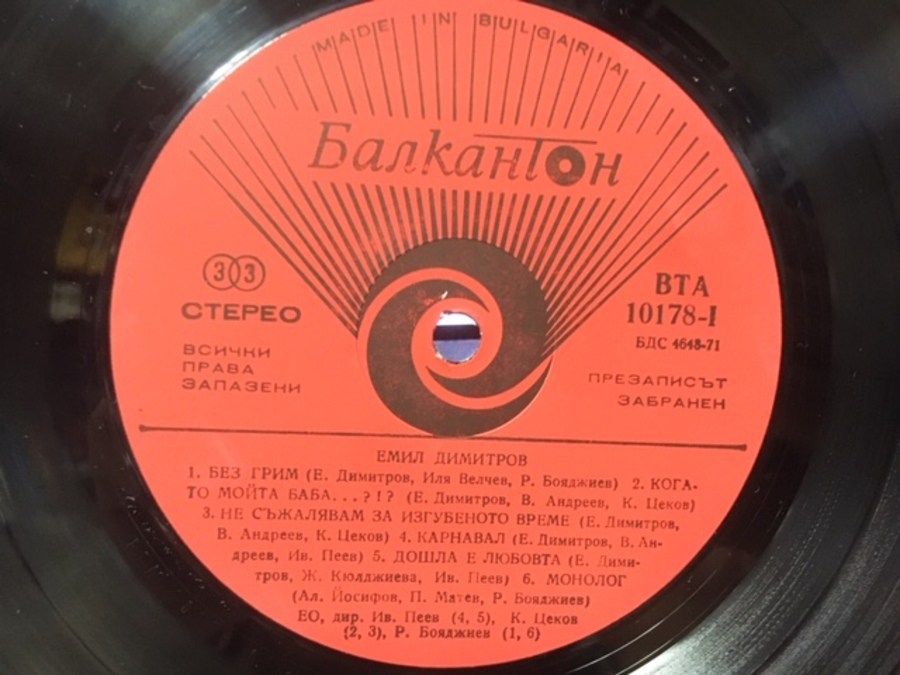 MADE IN BULGARIA
Балкантон
33
СТЕРЕО
ВСИЧКИ
ПРАВА
ЗАПАЗЕНИ
ВТА
10178-I
БДС 4648-71
ПРЕЗАПИСЪТ
ЗАБРАНЕН
ЕМИЛ ДИМИТРОВ
1. БЕЗ ГРИМ (Е. Димитров, Иля Велчев, Р. Бояджиев) 2. КОГА-
ТО МОЙТА БАБА...?!? (Е. Димитров, В. Андреев, К. Цеков)
3. НЕ СЪЖАЛЯВАМ ЗА ИЗГУБЕНОТО ВРЕМЕ (Е. Димитров,
В. Андреев, К. Цеков) 4. КАРНАВАЛ (Е. Димитров, В. Ан-
дреев, Ив. Пеев) 5. ДОШЛА Е ЛЮБОВТА (Е. Дими-
тров, Ж. Кюлджиева, Ив. Пеев) 6. МОНОЛОГ
(Ал. Йосифов, П. Матев, Р. Бояджиев)
ЕО, дир. Ив. Пеев (4, 5), К. Цеков
(2, 3), Р. Бояджиев (1, 6)